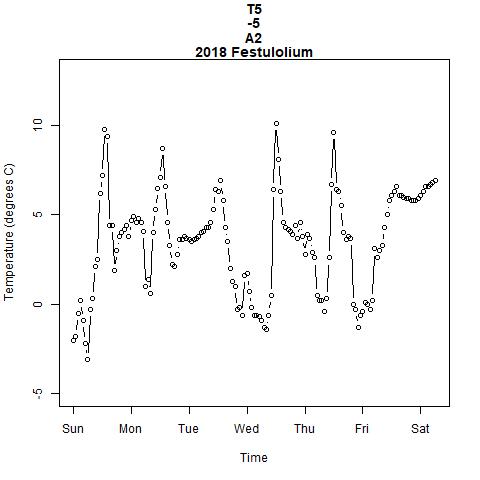 T5
-5
A2
2018 Festulolium
Temperature (degrees C)
10
5
0
-5
Sun Mon Tue Wed Thu Fri Sat
Time